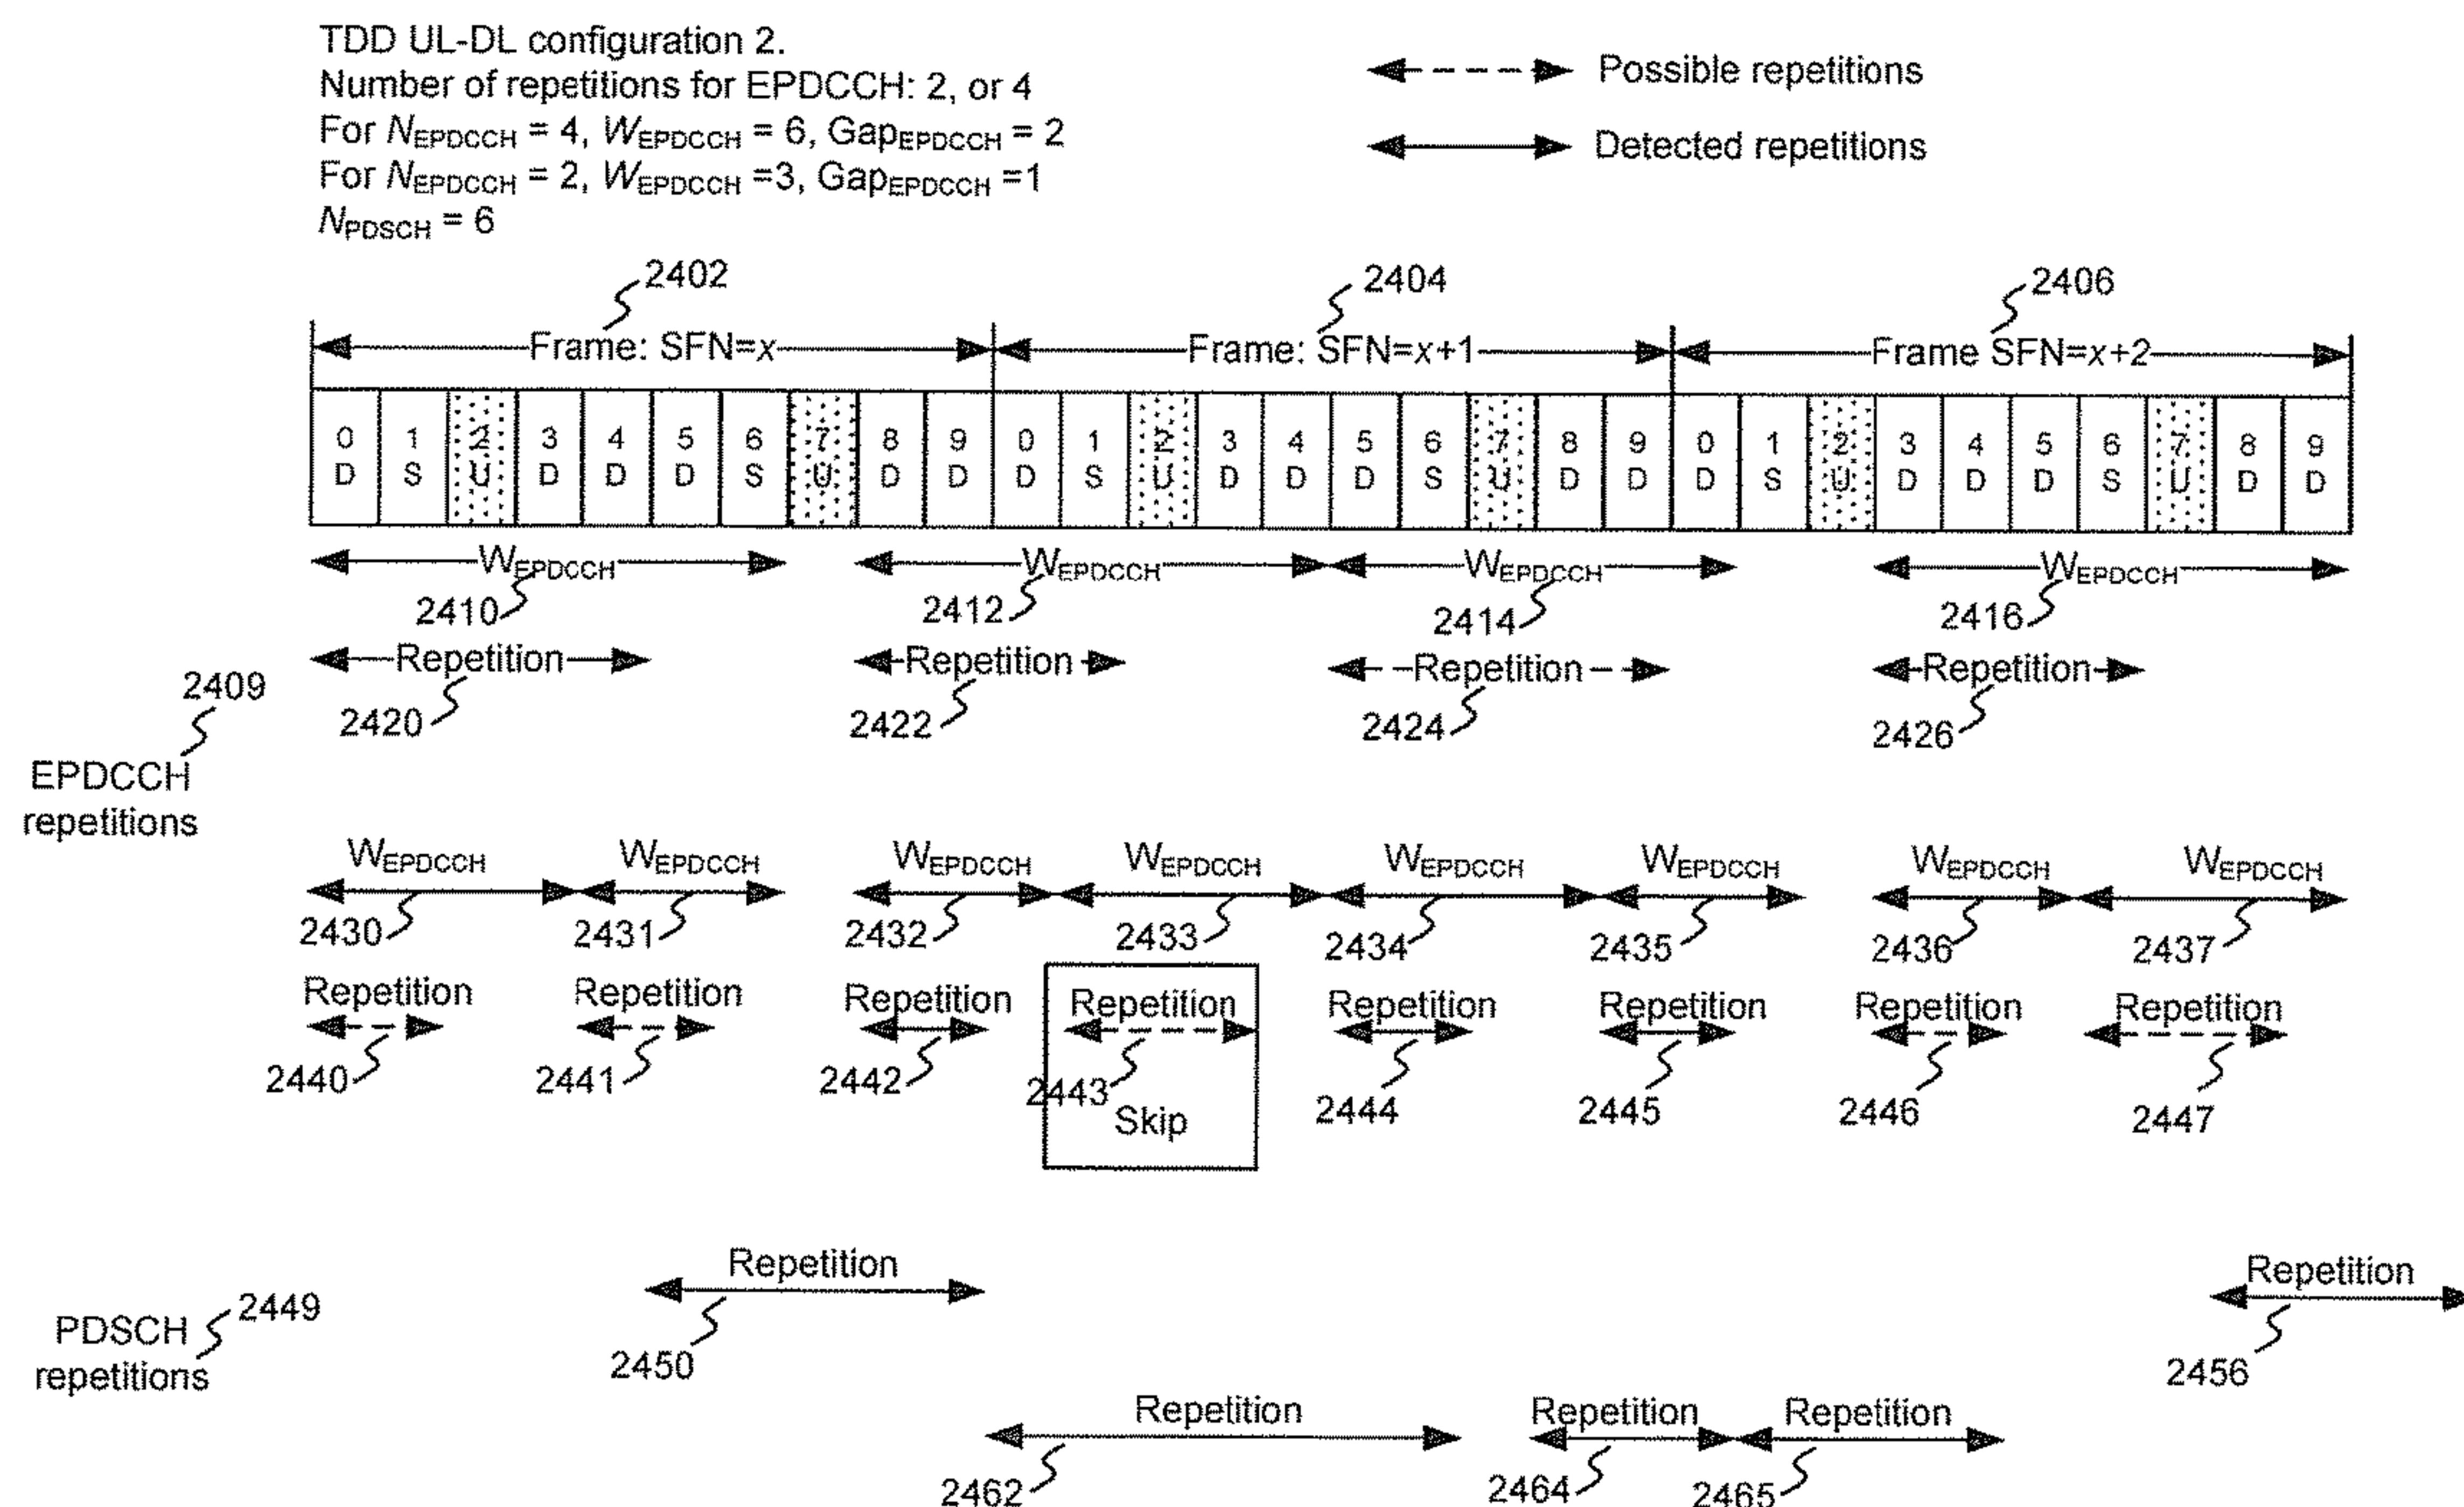 TDD UL-DL configuration 2.
Number of repetitions for EPDCCH: 2, or 4
For NEPDCCH = 4, WEPDCCH = 6, GapEPDCCH = 2
For NEPDCCH = 2, WEPDCCH =3, GapEPDCCH =1
NPDSCH = 6
Possible repetitions
Detected repetitions
2402 2404 2406
Frame: SFN=x Frame: SFN=x+1 Frame SFN=x+2
0 1 2 3 4 5 6 7 8 9 0 1 2 3 4 5 6 7 8 9 0 1 2 3 4 5 6 7 8 9
D S U D D D S U D D D S U D D D S U D D D S U D D D S U D D
WEPDCCH WEPDCCH WEPDCCH WEPDCCH
2410 2412 2414 2416
Repetition Repetition Repetition Repetition
2420 2422 2424 2426
2409
EPDCCH
repetitions
WEPDCCH WEPDCCH WEPDCCH WEPDCCH WEPDCCH WEPDCCH WEPDCCH WEPDCCH
2430 2431 2432 2433 2434 2435 2436 2437
Repetition Repetition Repetition Repetition Repetition Repetition Repetition Repetition
2440 2441 2442 2443 2444 2445 2446 2447
Skip
Repetition Repetition
2449
PDSCH
repetitions
2450 2456
Repetition Repetition Repetition
2462 2464 2465